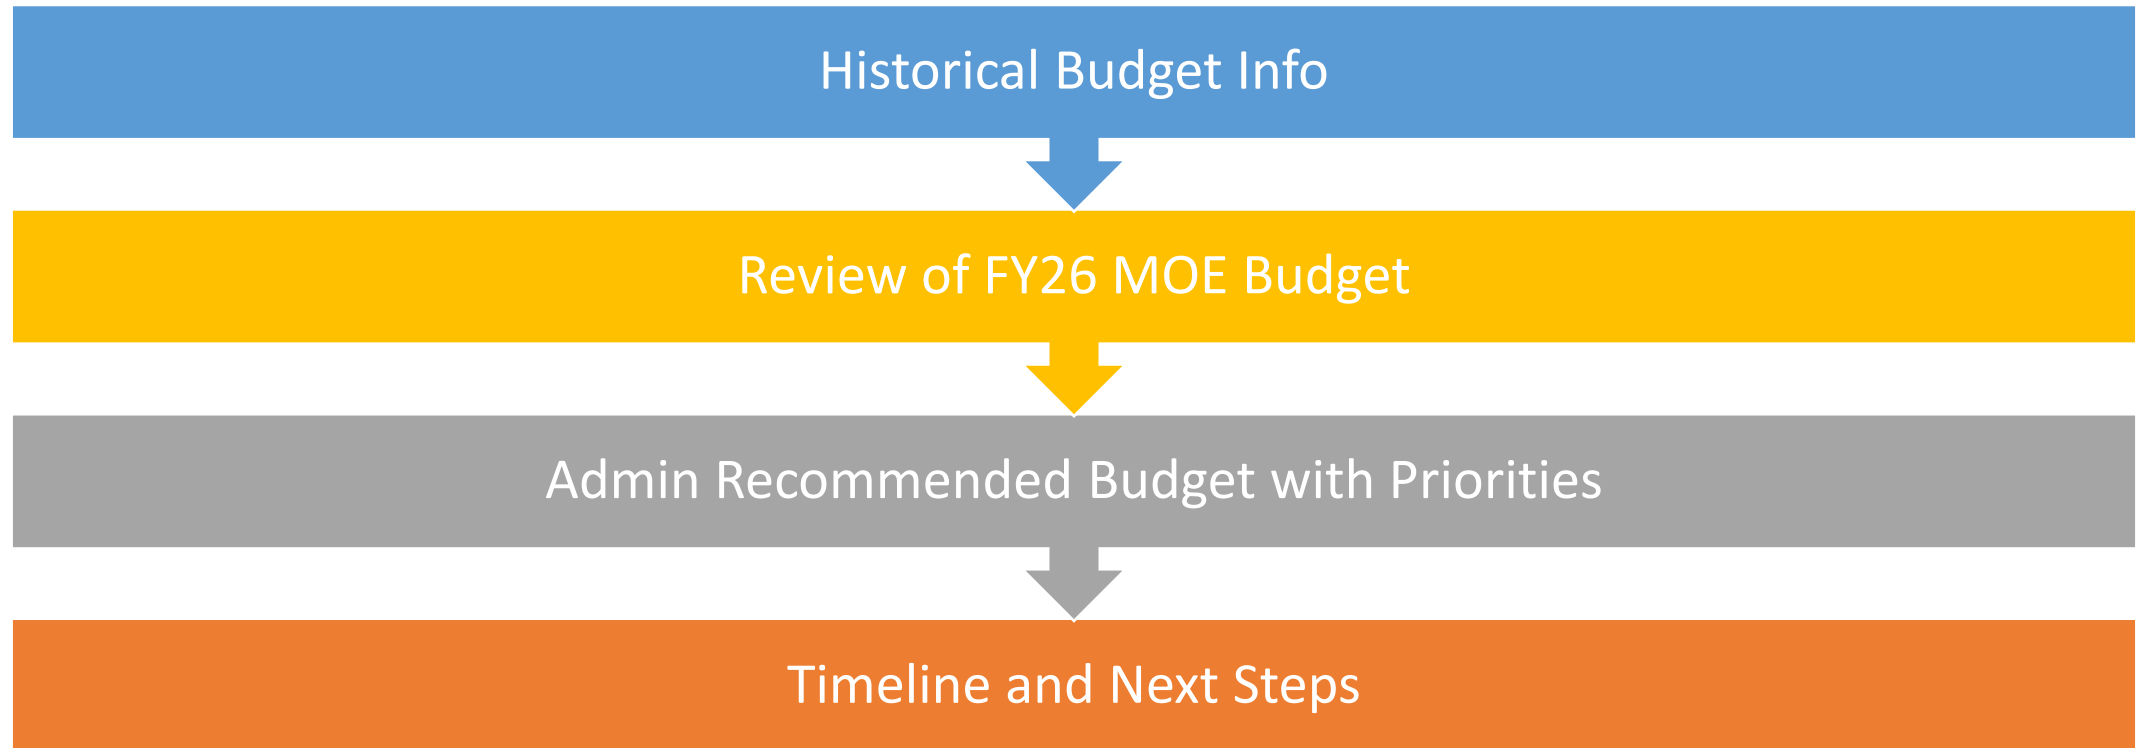 Historical Budget Info
Review of FY26 MOE Budget
Admin Recommended Budget with Priorities
Timeline and Next Steps